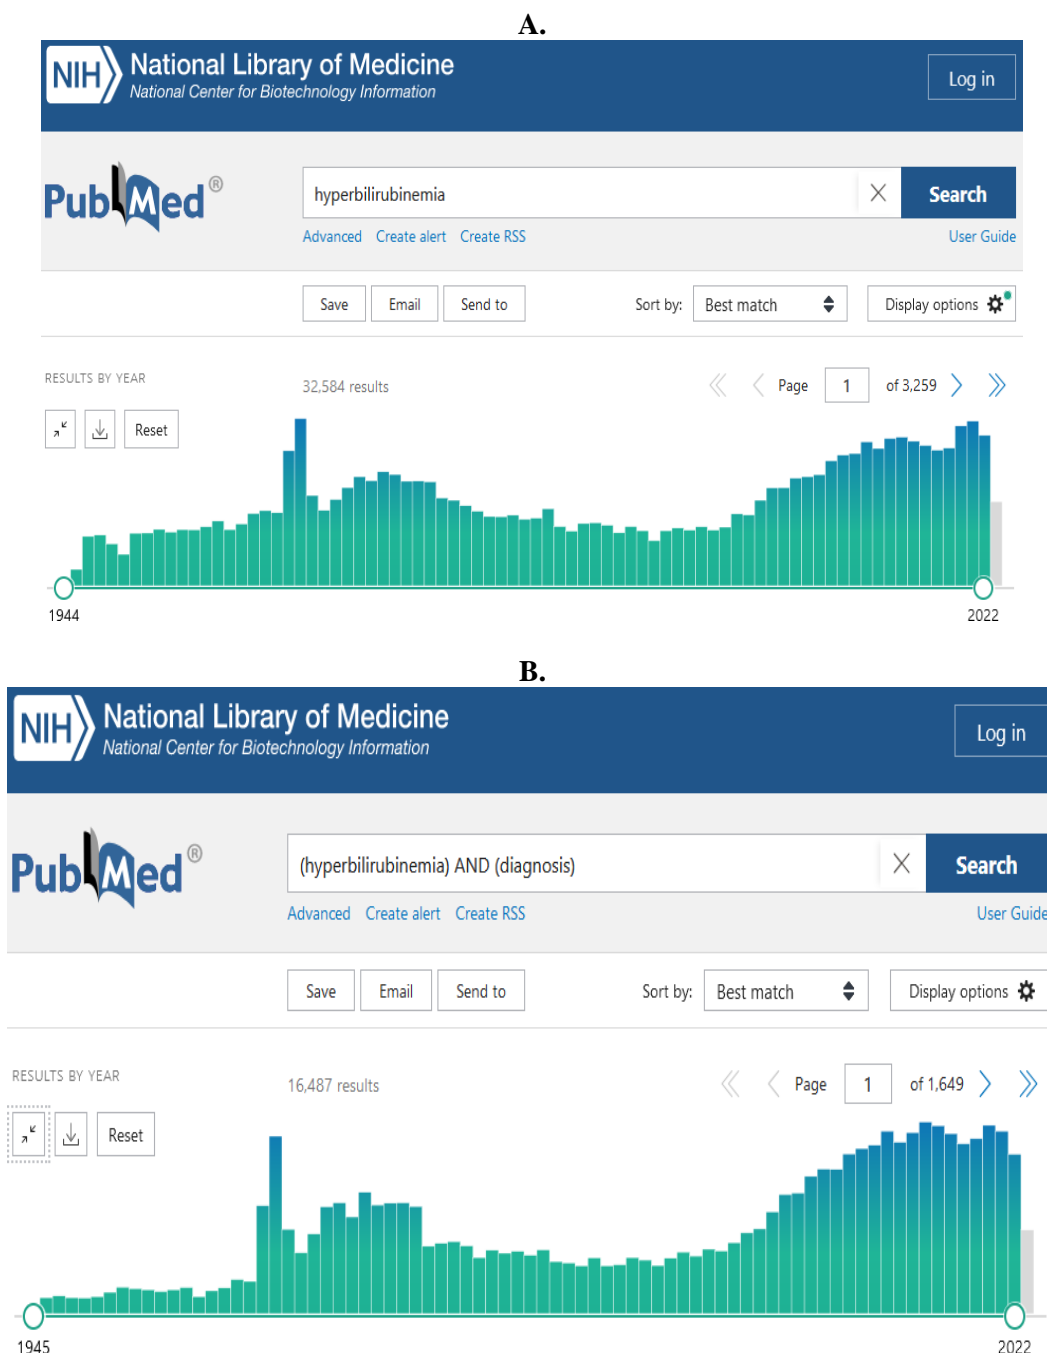 A.
NIH National Library of Medicine Log in
National Center for Biotechnology Information
PubMed® hyperbilirubinemia Search
Advanced Create alert Create RSS User Guide
Save Email Send to Sort by: Best match Display options
RESULTS BY YEAR 32,584 results Page 1 of 3,259
Reset
1944 2022
B.
NIH National Library of Medicine Log in
National Center for Biotechnology Information
PubMed® (hyperbilirubinemia) AND (diagnosis) Search
Advanced Create alert Create RSS User Guide
Save Email Send to Sort by: Best match Display options
RESULTS BY YEAR 16,487 results Page 1 of 1,649
Reset
1945 2022